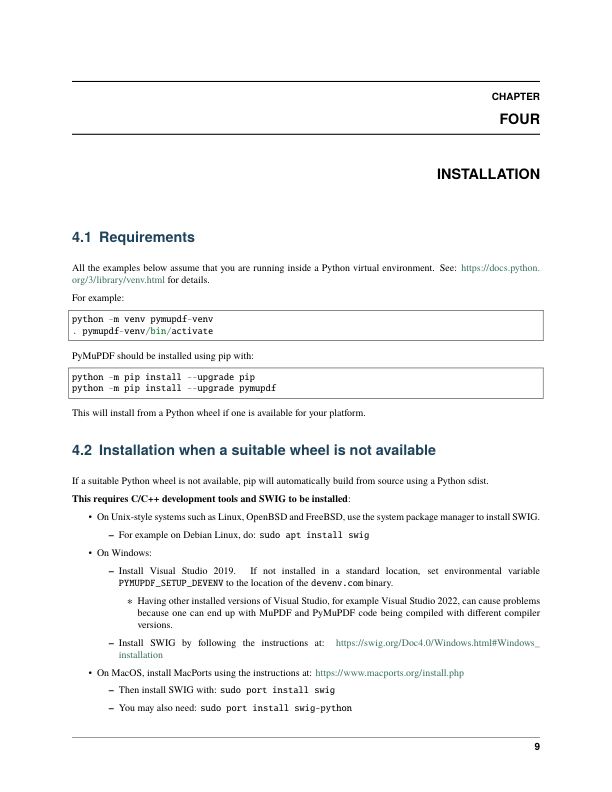 CHAPTER
FOUR
INSTALLATION
4.1 Requirements
All the examples below assume that you are running inside a Python virtual environment. See: https://docs.python.
org/3/library/venv.html for details.
For example:
python -m venv pymupdf-venv
. pymupdf-venv/bin/activate
PyMuPDF should be installed using pip with:
python -m pip install --upgrade pip
python -m pip install --upgrade pymupdf
This will install from a Python wheel if one is available for your platform.
4.2 Installation when a suitable wheel is not available
If a suitable Python wheel is not available, pip will automatically build from source using a Python sdist.
This requires C/C++ development tools and SWIG to be installed:
• On Unix-style systems such as Linux, OpenBSD and FreeBSD, use the system package manager to install SWIG.
– For example on Debian Linux, do: sudo apt install swig
• On Windows:
– Install Visual Studio 2019. If not installed in a standard location, set environmental variable
PYMUPDF_SETUP_DEVENV to the location of the devenv.com binary.
∗ Having other installed versions of Visual Studio, for example Visual Studio 2022, can cause problems
because one can end up with MuPDF and PyMuPDF code being compiled with different compiler
versions.
– Install SWIG by following the instructions at: https://swig.org/Doc4.0/Windows.html#Windows_
installation
• On MacOS, install MacPorts using the instructions at: https://www.macports.org/install.php
– Then install SWIG with: sudo port install swig
– You may also need: sudo port install swig-python
9